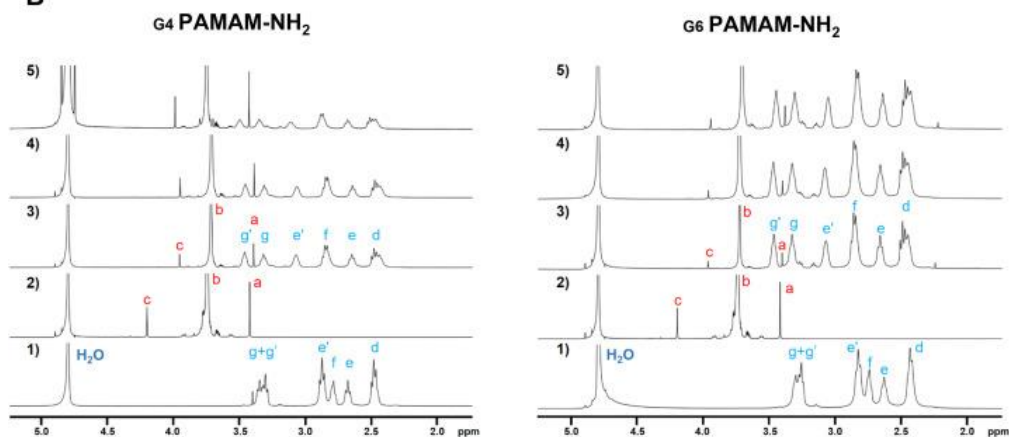 B
G4 PAMAM-NH2
5)
4)
3)
c
b
g'
g
a
e'
f
e
d
2)
c
b
a
1)
H2O
g+g'
e'
f
e
d
5.0 4.5 4.0 3.5 3.0 2.5 2.0 ppm
G6 PAMAM-NH2
5)
4)
3)
c
b
g'
g
a
e'
f
e
d
2)
c
b
a
1)
H2O
g+g'
e'
f
e
d
5.0 4.5 4.0 3.5 3.0 2.5 2.0 ppm